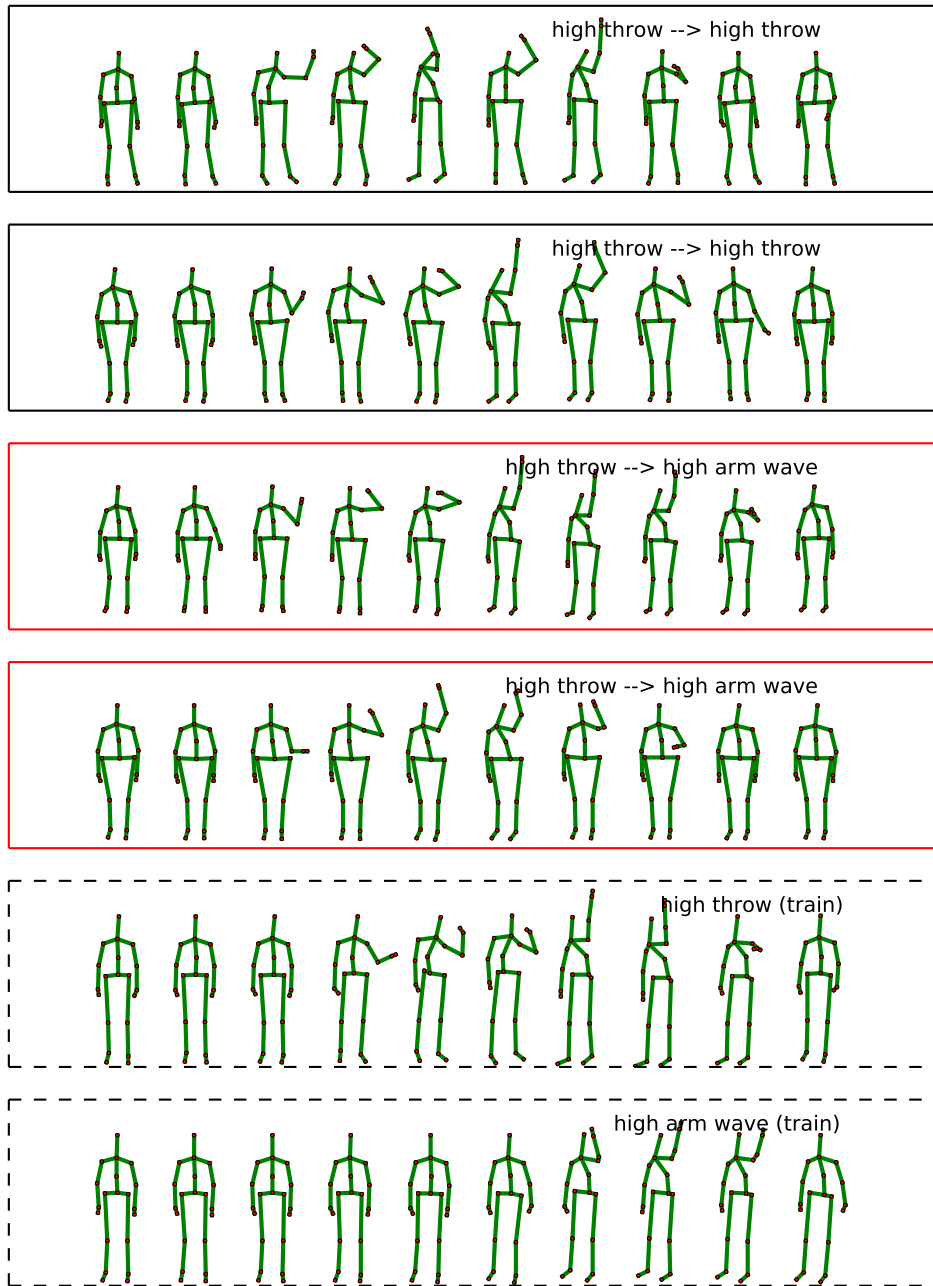 high throw --> high throw
high throw --> high throw
high throw --> high arm wave
high throw --> high arm wave
high throw (train)
high arm wave (train)